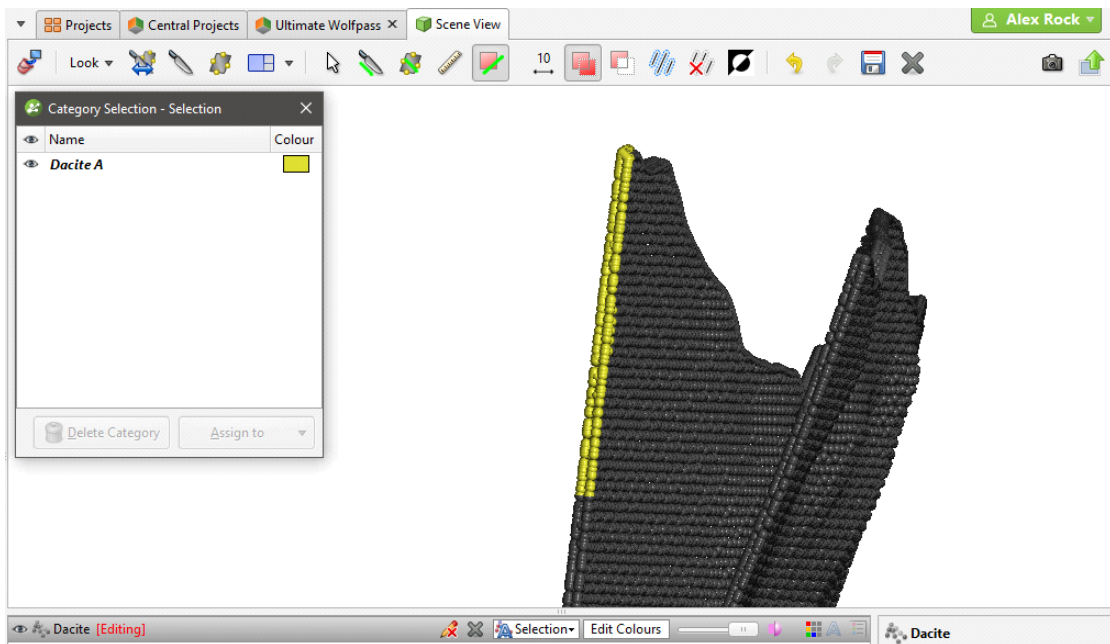 Projects Central Projects Ultimate Wolfpass Scene View Alex Rock
Look 10
Category Selection - Selection
Name Colour
Dacite A
Delete Category Assign to
Dacite [Editing] Selection Edit Colours Dacite